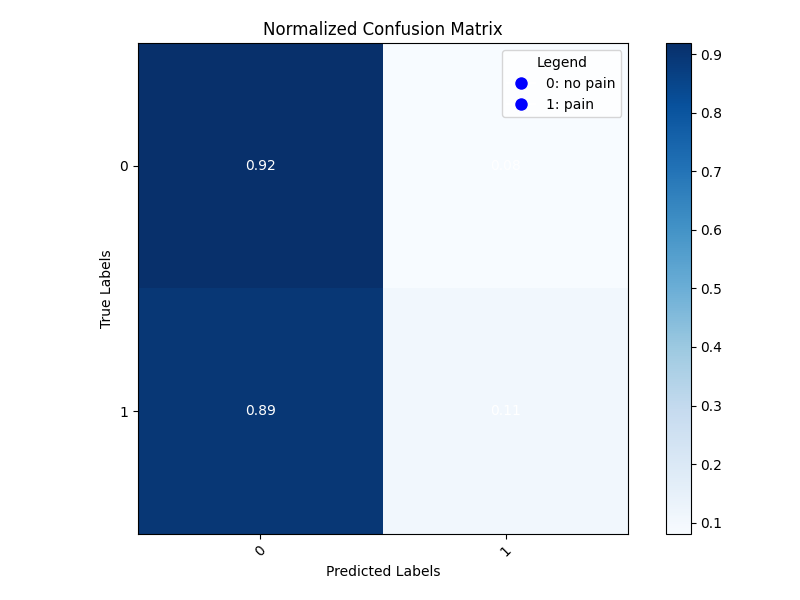 Normalized Confusion Matrix
Legend
0: no pain
1: pain
0.92
0.08
0.89
0.11
0
1
True Labels
0
1
Predicted Labels
0.9
0.8
0.7
0.6
0.5
0.4
0.3
0.2
0.1